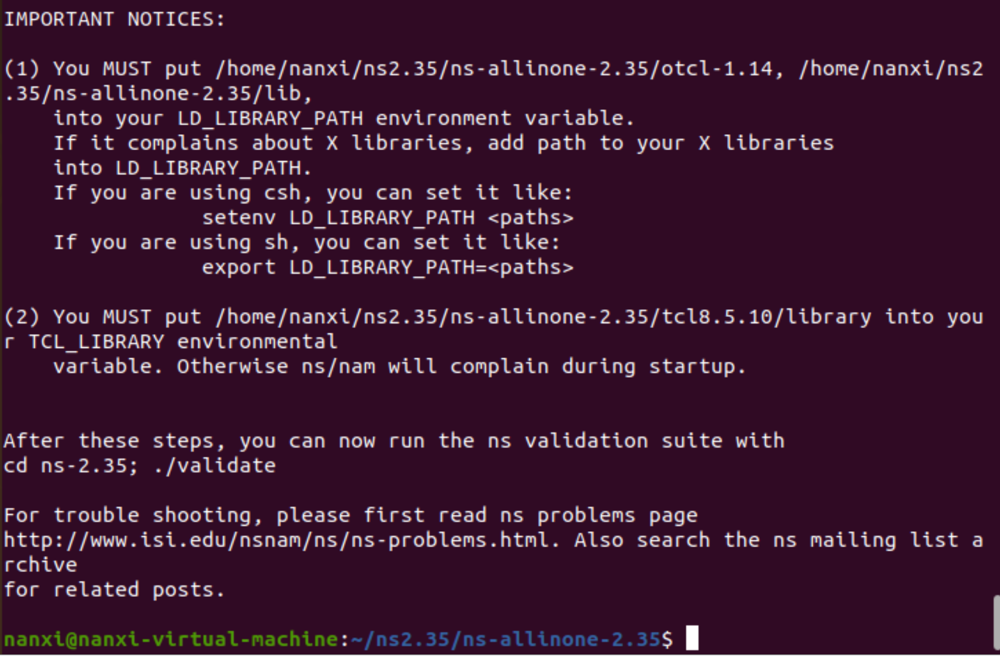 IMPORTANT NOTICES:
(1) You MUST put /home/nanxi/ns2.35/ns-allinone-2.35/otcl-1.14, /home/nanxi/ns2
.35/ns-allinone-2.35/lib,
    into your LD_LIBRARY_PATH environment variable.
    If it complains about X libraries, add path to your X libraries
    into LD_LIBRARY_PATH.
    If you are using csh, you can set it like:
                setenv LD_LIBRARY_PATH <paths>
    If you are using sh, you can set it like:
                export LD_LIBRARY_PATH=<paths>
(2) You MUST put /home/nanxi/ns2.35/ns-allinone-2.35/tcl8.5.10/library into you
r TCL_LIBRARY environmental
    variable. Otherwise ns/nam will complain during startup.
After these steps, you can now run the ns validation suite with
cd ns-2.35; ./validate
For trouble shooting, please first read ns problems page
http://www.isi.edu/nsnam/ns/ns-problems.html. Also search the ns mailing list a
rchive
for related posts.
nanxi@nanxi-virtual-machine:~/ns2.35/ns-allinone-2.35$